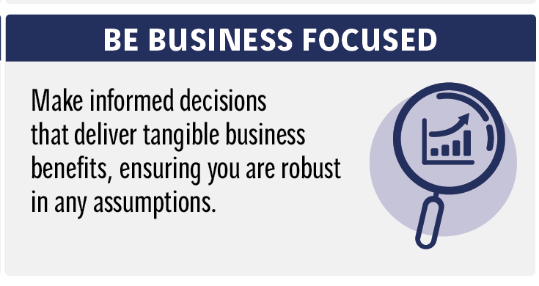 BE BUSINESS FOCUSED
Make informed decisions
that deliver tangible business
benefits, ensuring you are robust
in any assumptions.